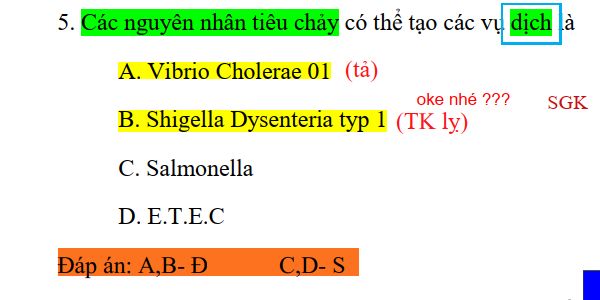 5. Các nguyên nhân tiêu chảy có thể tạo các vụ dịch là
A. Vibrio Cholerae 01 (tả)
oke nhé ??? SGK
B. Shigella Dysenteria typ 1 (TK lỵ)
C. Salmonella
D. E.T.E.C
Đáp án: A,B- Đ C,D- S